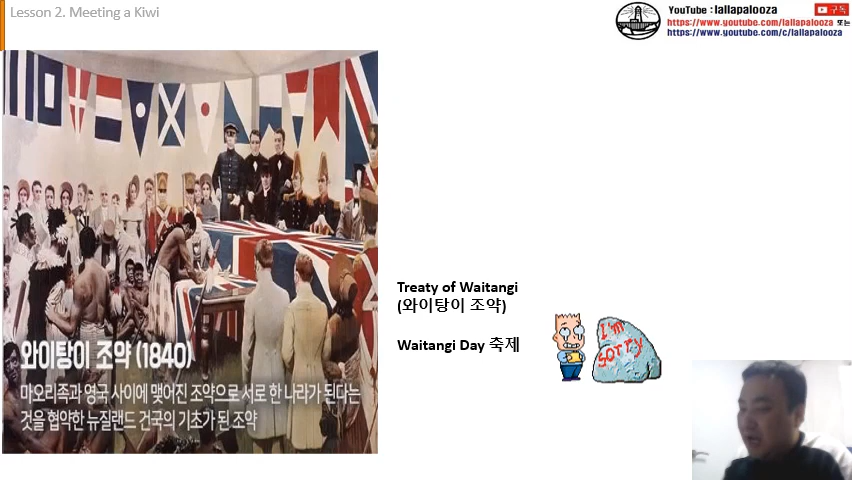 Lesson 2. Meeting a Kiwi
YouTube : lallapalooza
구독
https://www.youtube.com/lallapalooza 또는
https://www.youtube.com/c/lallapalooza
와이탕이 조약 (1840)
마오리족과 영국 사이에 맺어진 조약으로 서로 한 나라가 된다는
것을 협약한 뉴질랜드 건국의 기초가 된 조약
Treaty of Waitangi
(와이탕이 조약)
Waitangi Day 축제
I'm
sorry